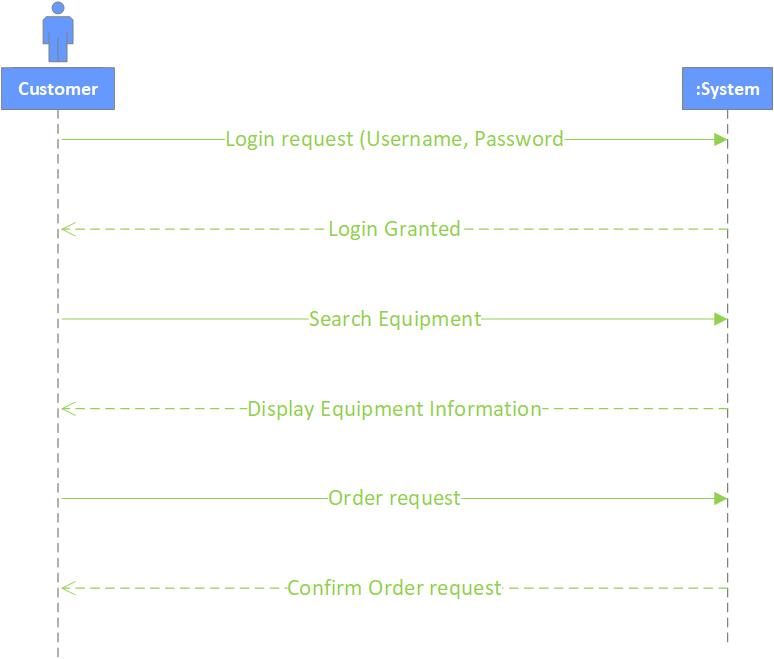 Customer
:System
Login request (Username, Password
Login Granted
Search Equipment
Display Equipment Information
Order request
Confirm Order request